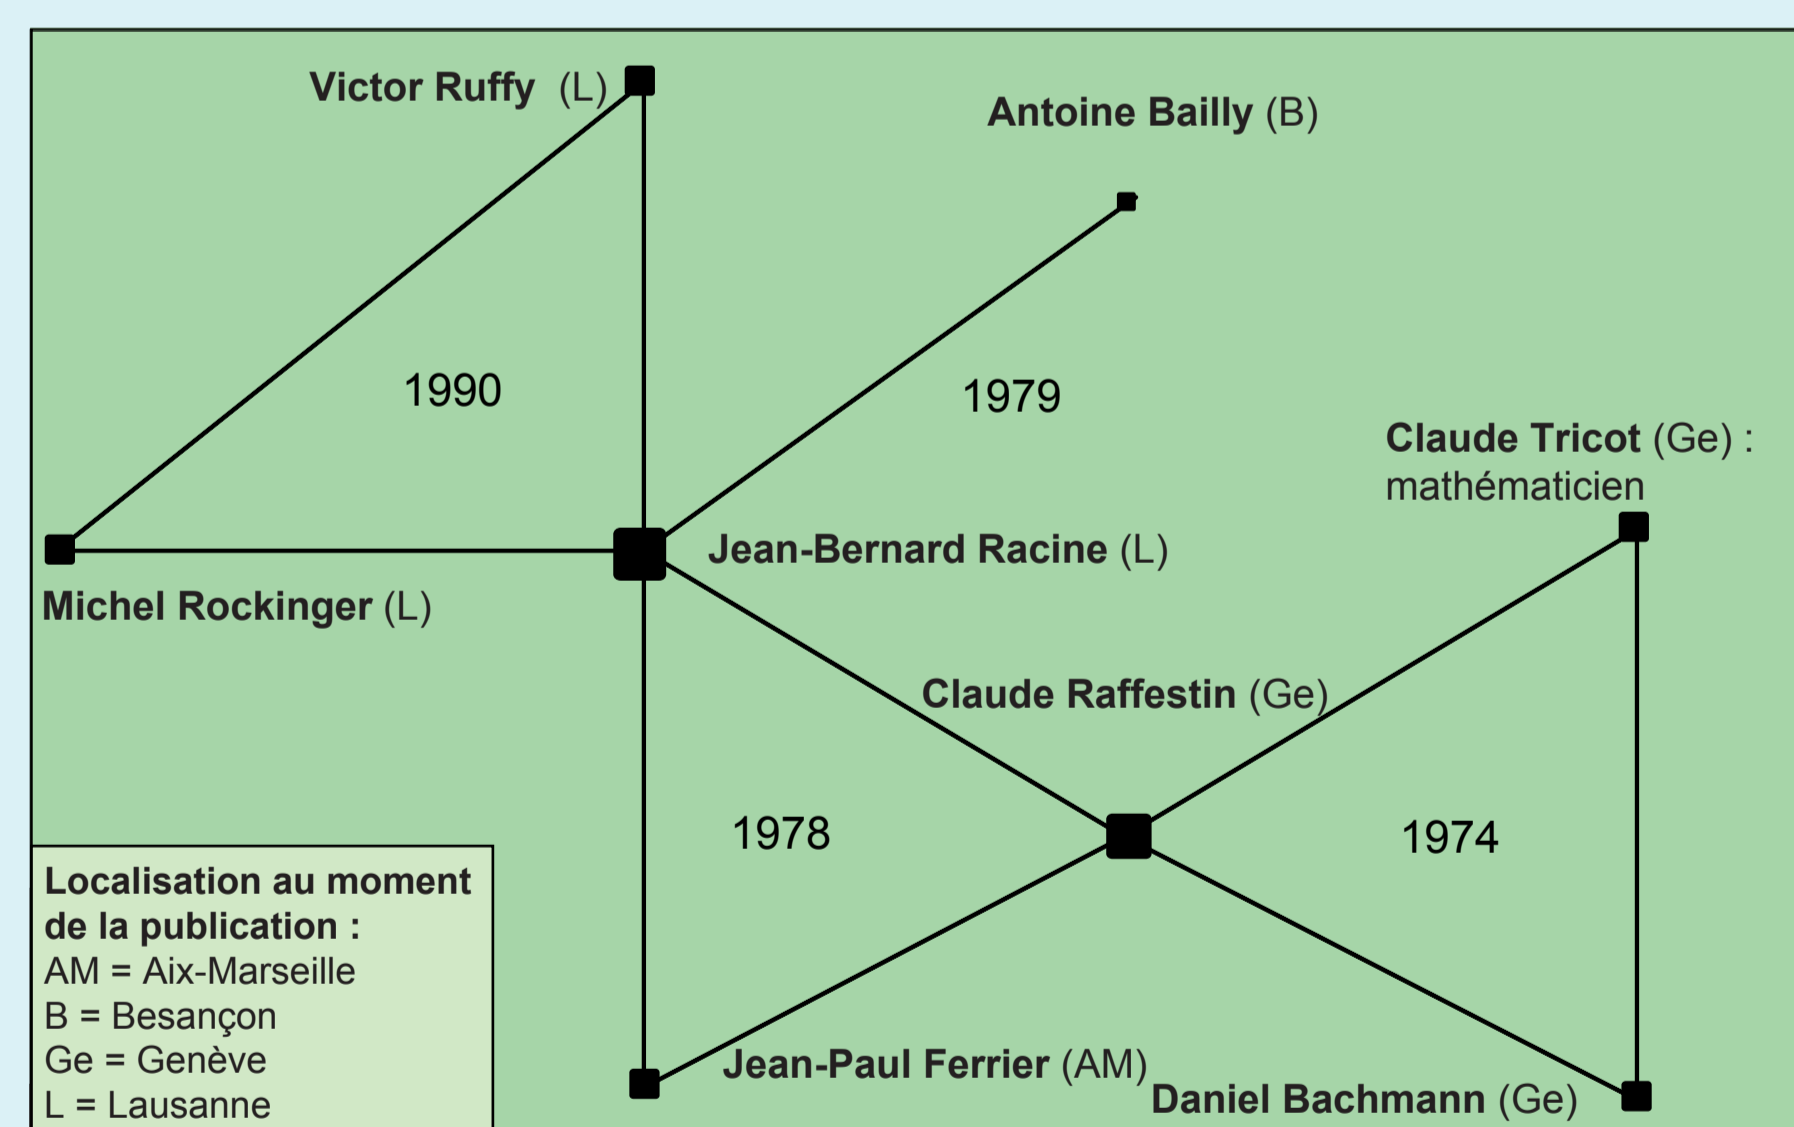 Victor Ruffy (L)
Antoine Bailly (B)
1990
1979
Claude Tricot (Ge) :
mathématicien
Jean-Bernard Racine (L)
Michel Rockinger (L)
Claude Raffestin (Ge)
1978
1974
Localisation au moment
de la publication :
AM = Aix-Marseille
B = Besançon
Ge = Genève
L = Lausanne
Jean-Paul Ferrier (AM)
Daniel Bachmann (Ge)